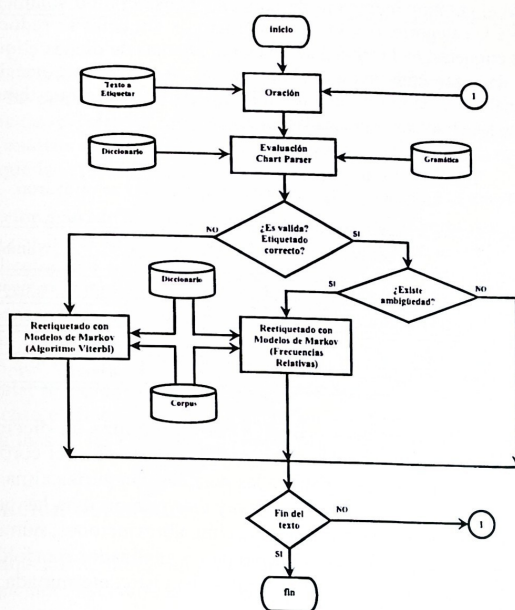 inicio
Texto a
Etiquetar
Oración
1
Diccionario
Evaluación
Chart Parser
Gramática
NO
¿Es valida?
Etiquetado
correcto?
SI
Diccionario
SI
¿Existe
ambigüedad?
NO
Reetiquetado con
Modelos de Markov
(Algoritmo Viterbi)
Reetiquetado con
Modelos de Markov
(Frecuencias
Relativas)
Corpus
Fin del
texto
NO
1
SI
fin